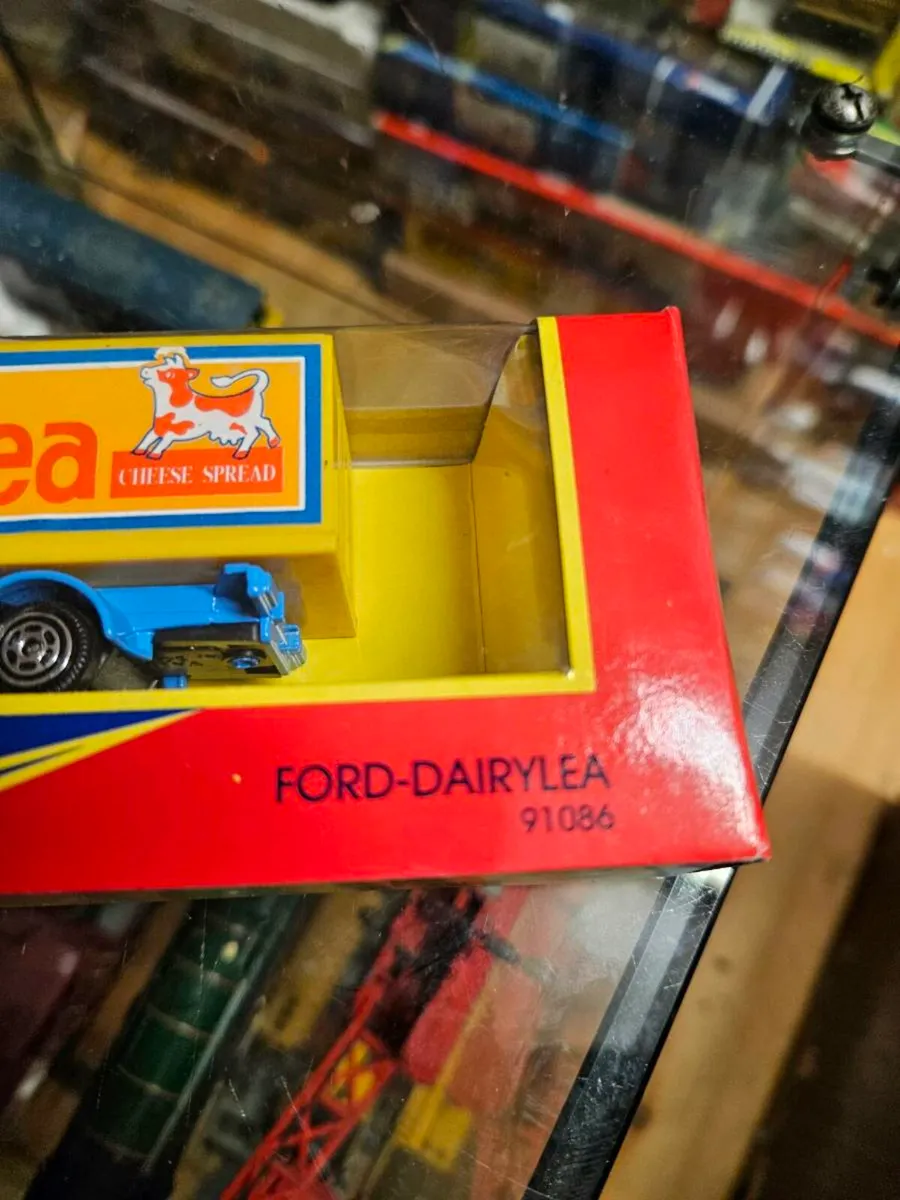 ea
CHEESE SPREAD
FORD-DAIRYLEA
91086